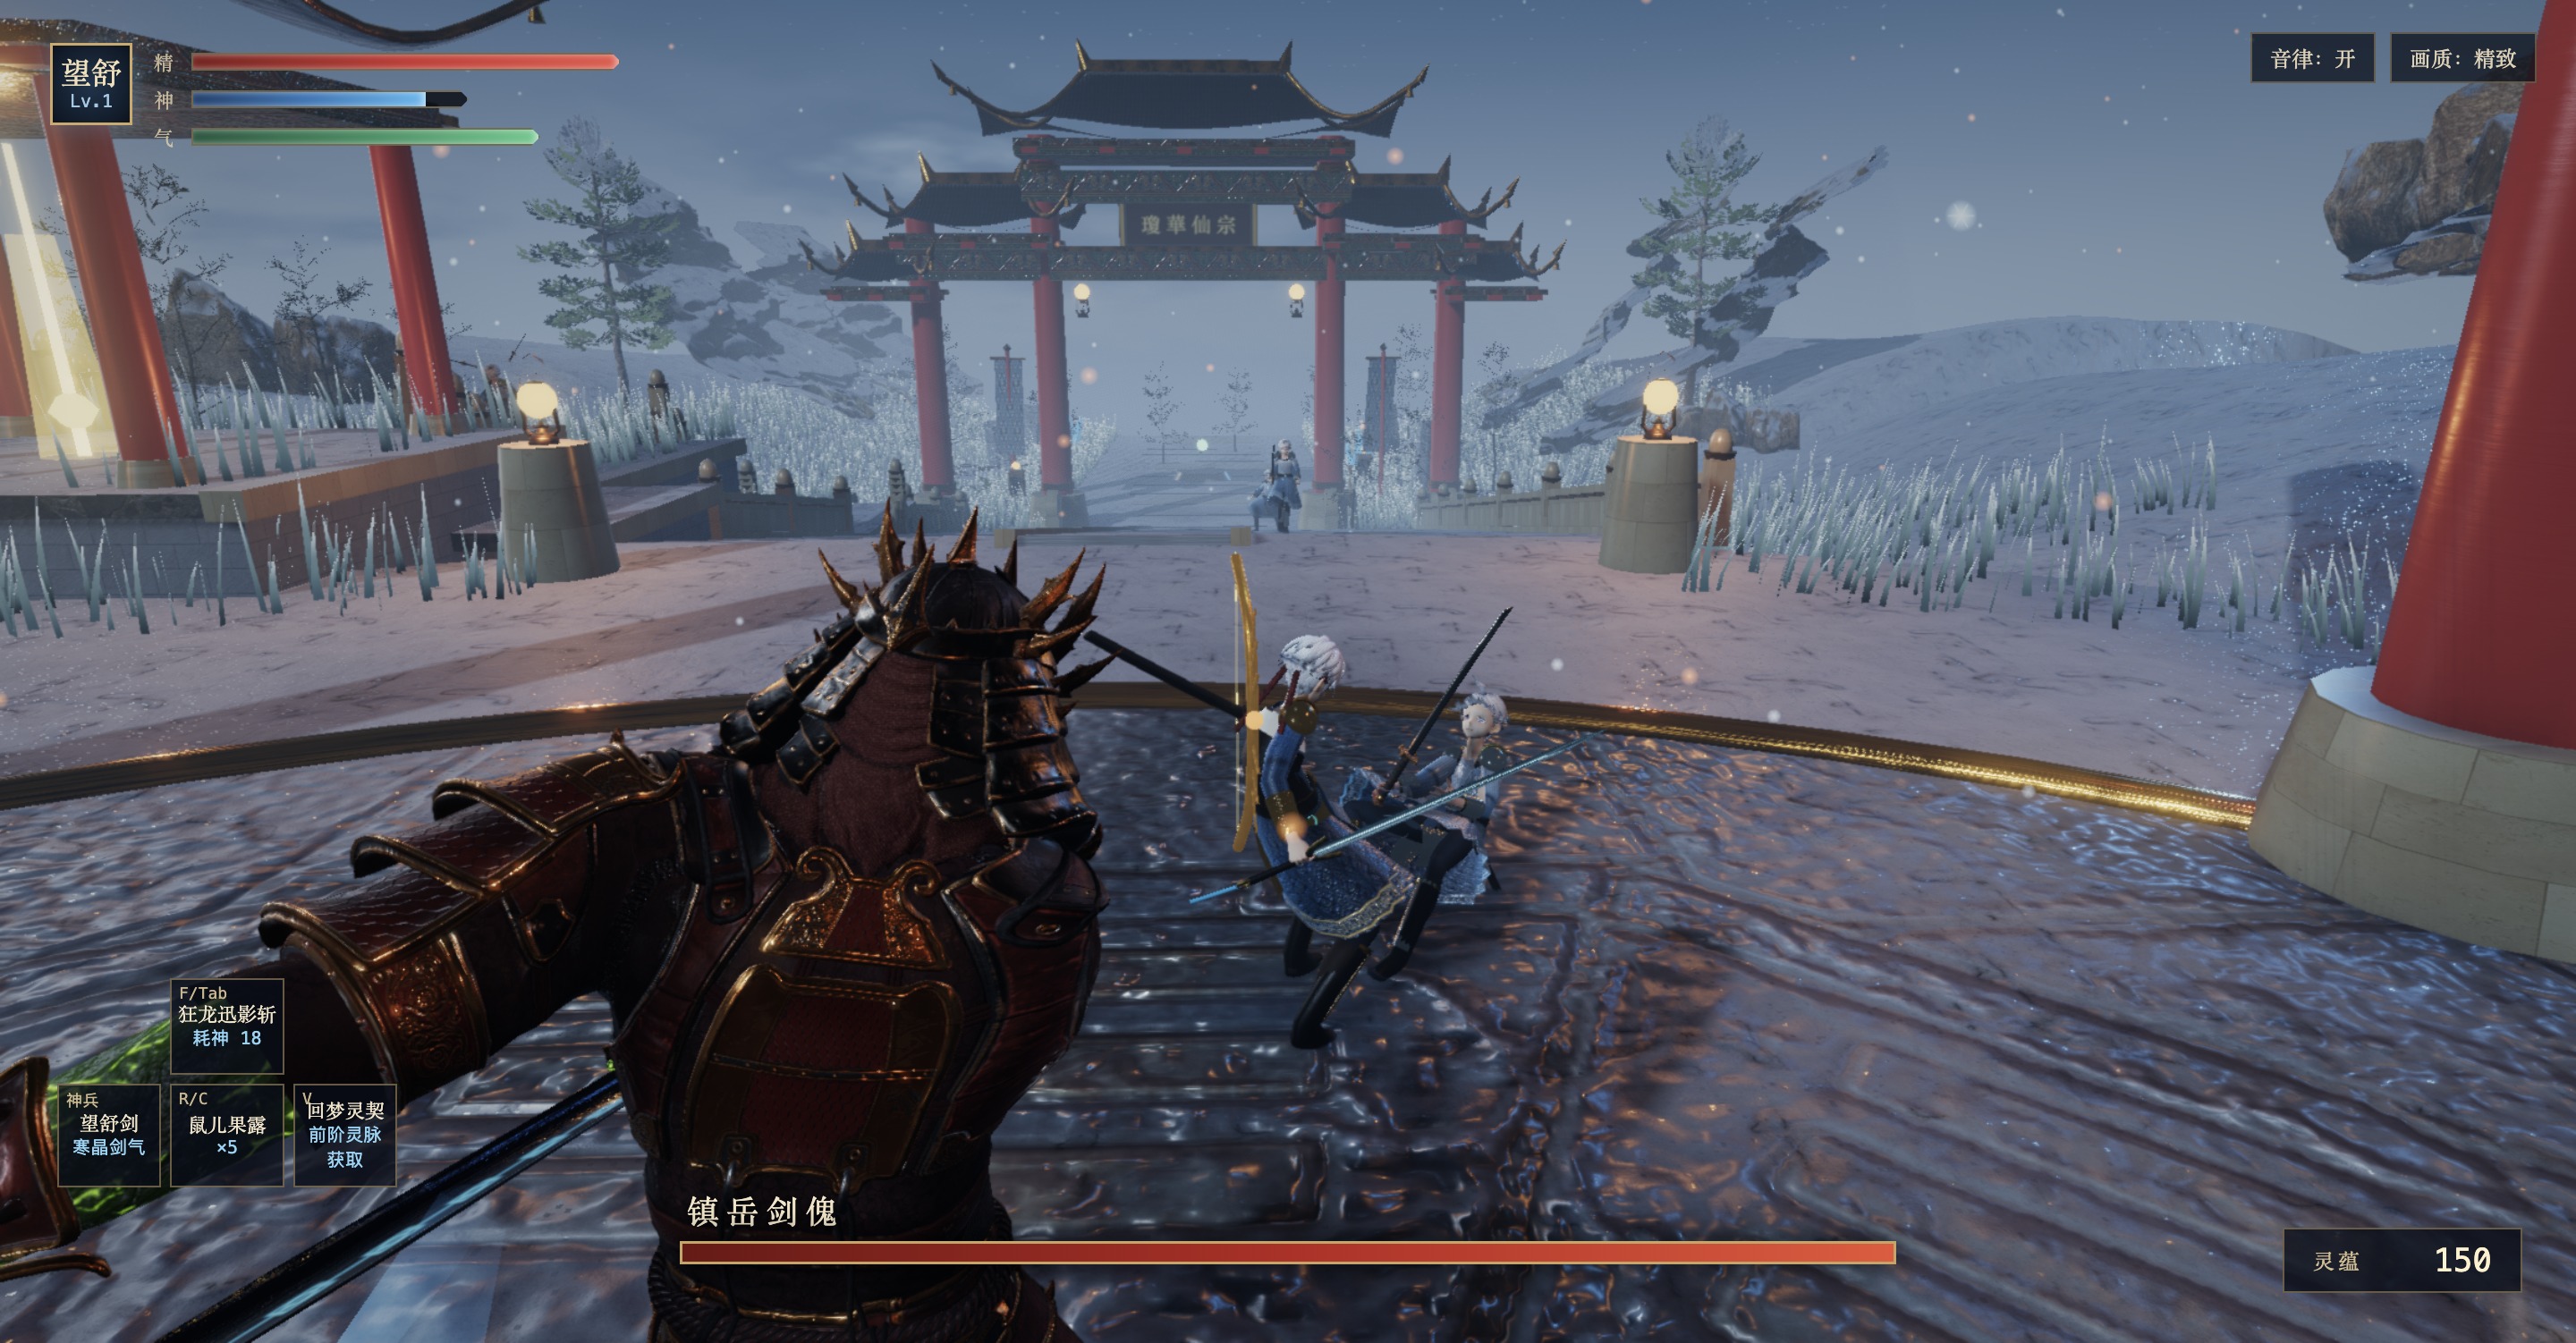 望舒
Lv.1
精
神
气
音律: 开
画质: 精致
瓊華仙宗
F/Tab
狂龙迅影斩
耗神 18
神兵
望舒剑
寒晶剑气
R/C
鼠儿果露
×5
V
回梦灵契
前阶灵脉
获取
镇岳剑傀
灵蕴 150